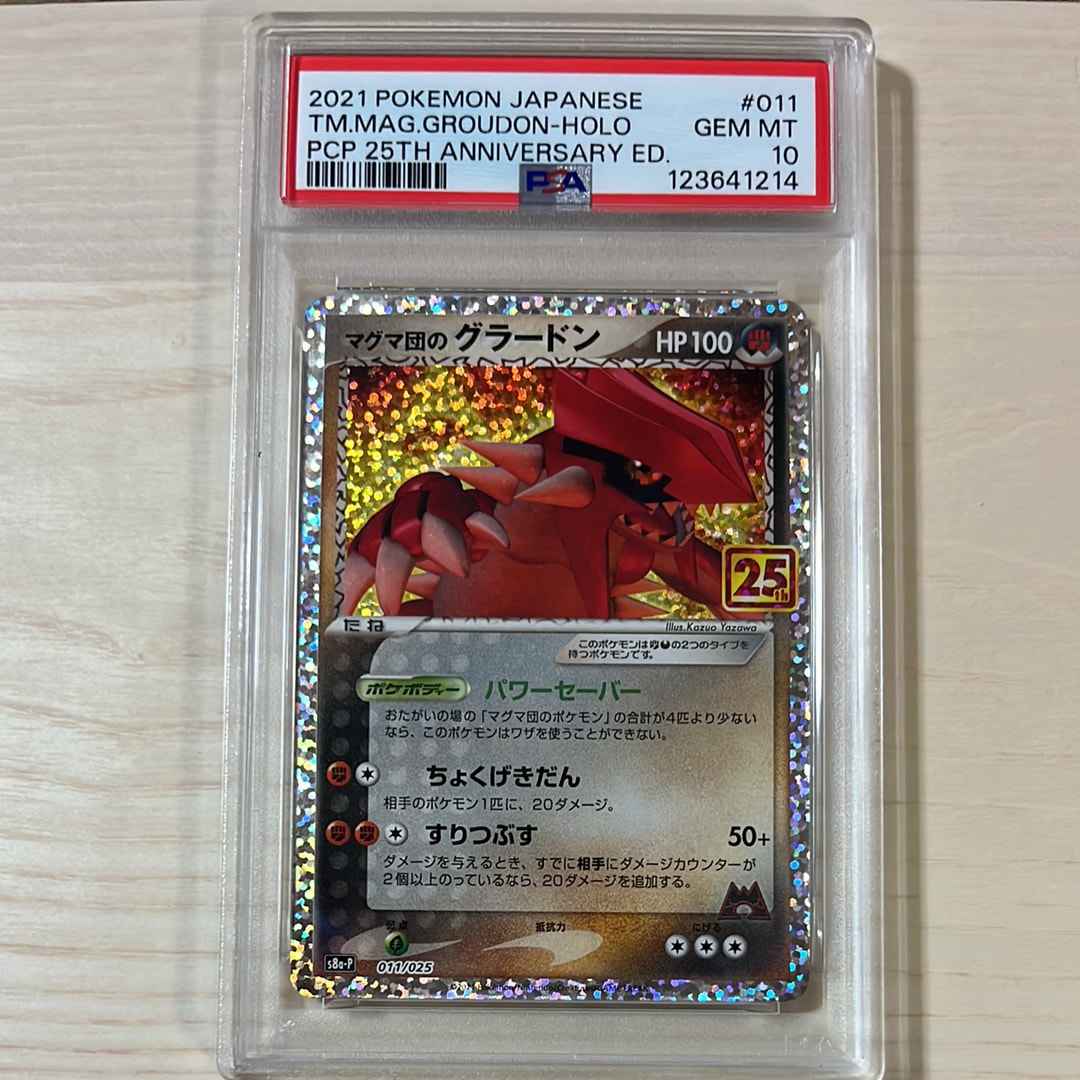 2021 POKEMON JAPANESE #011
TM.MAG.GROUDON-HOLO GEM MT
PCP 25TH ANNIVERSARY ED. 10
PSA 123641214
マグマ団の グラードン HP100
25th
たね Illus.Kazuo Yazawa
このポケモンは の2つのタイプを
持つポケモンです。
ポケボディー パワーセーバー
おたがいの場の「マグマ団のポケモン」の合計が4匹より少ない
なら、このポケモンはワザを使うことができない。
ちょくげきだん
相手のポケモン1匹に、20ダメージ。
すりつぶす 50+
ダメージを与えるとき、すでに相手にダメージカウンターが
2個以上のっているなら、20ダメージを追加する。
弱点 抵抗力 にげる
s8a-P 011/025